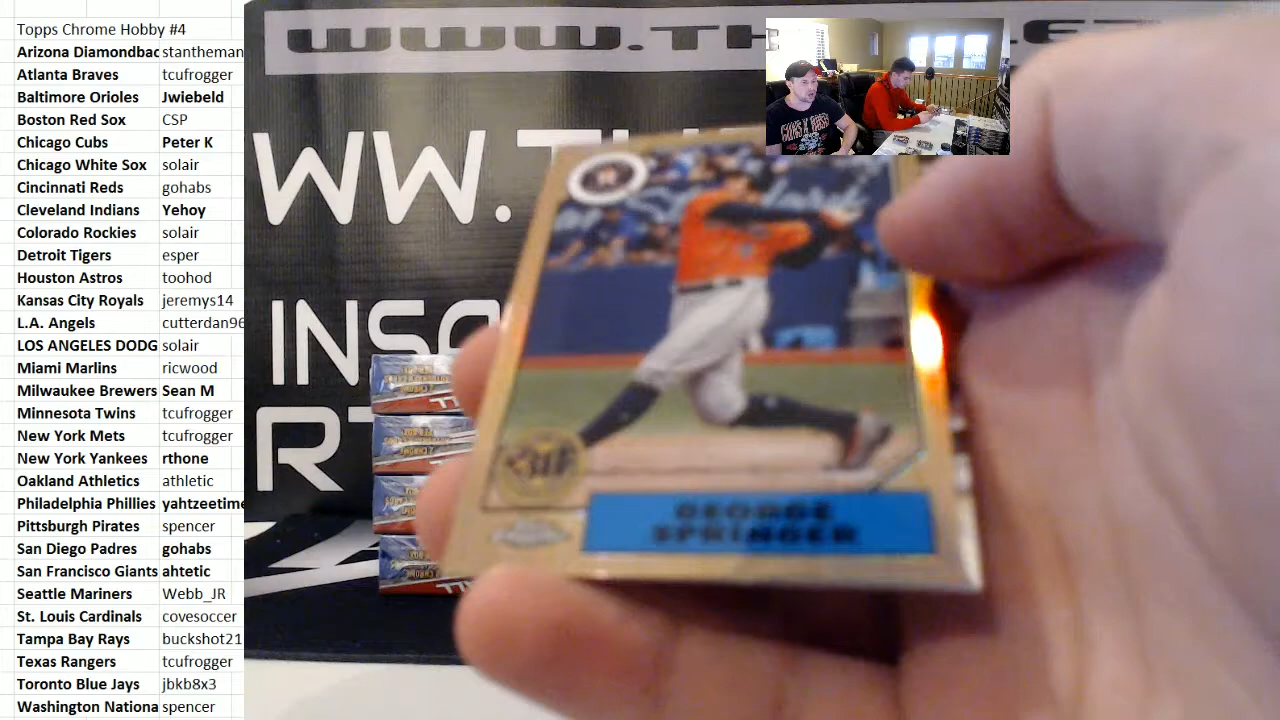 Topps Chrome Hobby #4
Arizona Diamondbac stantheman
Atlanta Braves tcufrogger
Baltimore Orioles Jwiebeld
Boston Red Sox CSP
Chicago Cubs Peter K
Chicago White Sox solair
Cincinnati Reds gohabs
Cleveland Indians Yehoy
Colorado Rockies solair
Detroit Tigers esper
Houston Astros toohod
Kansas City Royals jeremys14
L.A. Angels cutterdan96
LOS ANGELES DODG solair
Miami Marlins ricwood
Milwaukee Brewers Sean M
Minnesota Twins tcufrogger
New York Mets tcufrogger
New York Yankees rthone
Oakland Athletics athletic
Philadelphia Phillies yahtzeetime
Pittsburgh Pirates spencer
San Diego Padres gohabs
San Francisco Giants ahtetic
Seattle Mariners Webb_JR
St. Louis Cardinals covesoccer
Tampa Bay Rays buckshot21
Texas Rangers tcufrogger
Toronto Blue Jays jbkb8x3
Washington Nationa spencer
WWW.TH
WW.TH
INSA
RT
GEORGE
SPRINGER